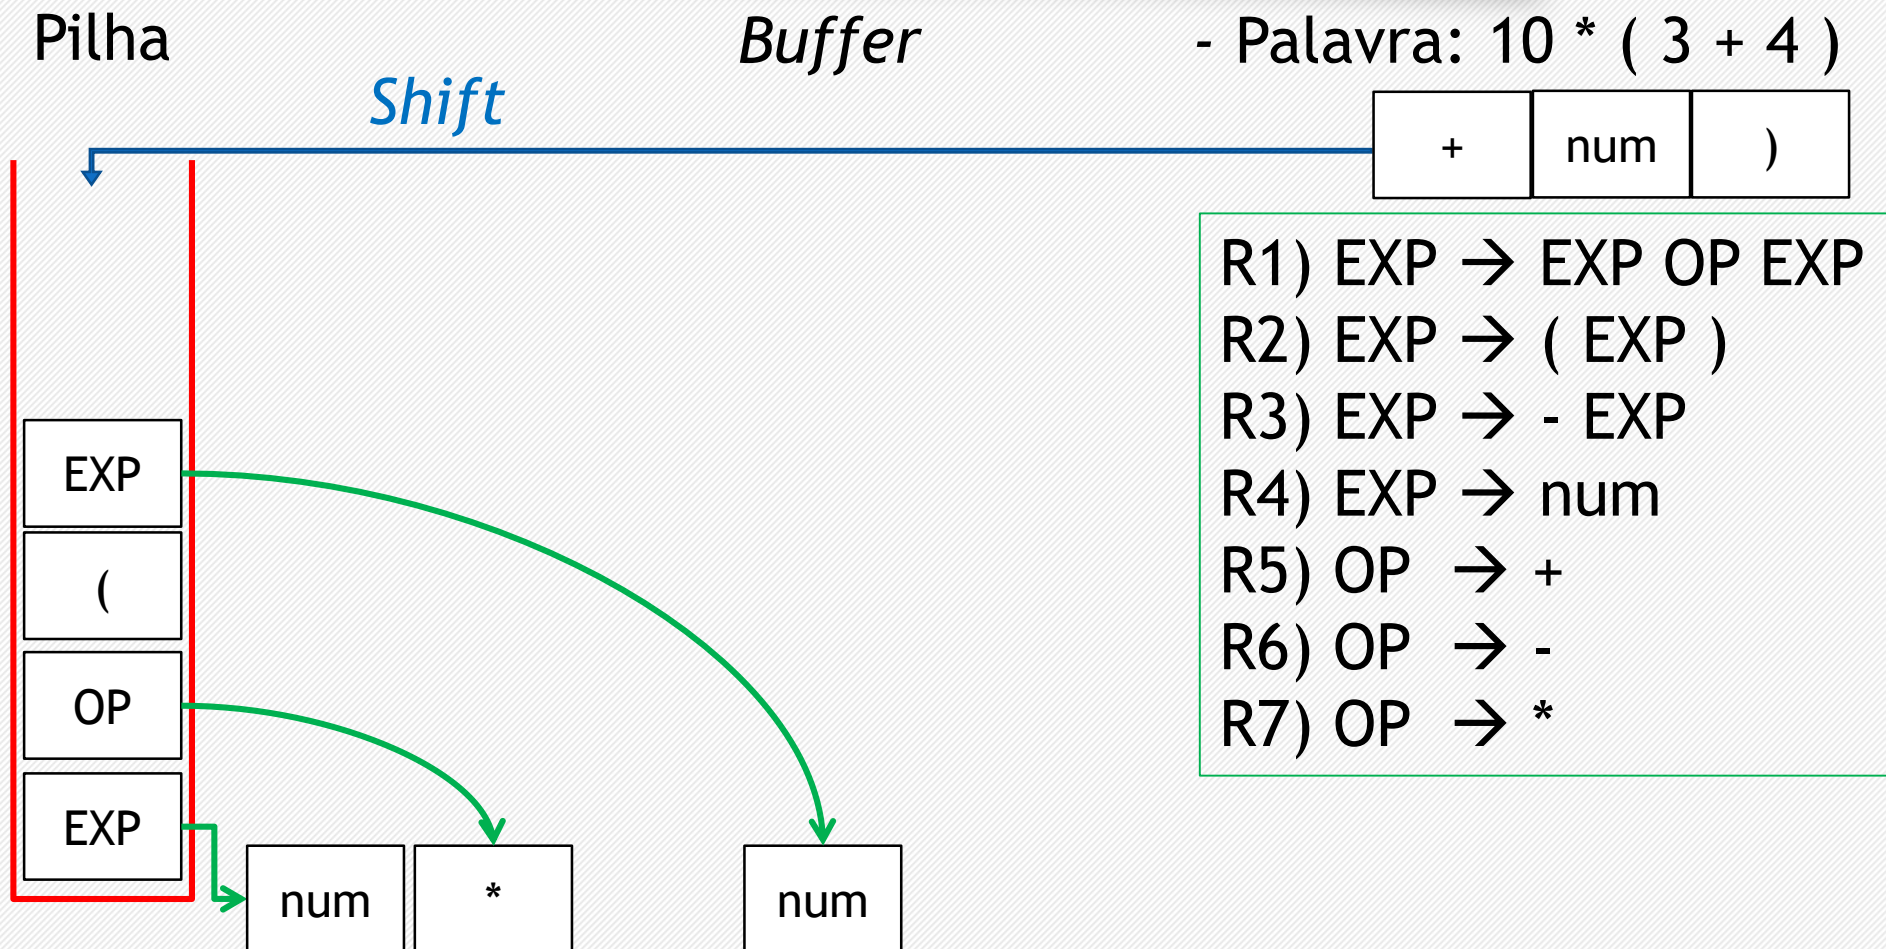 Pilha
Buffer
- Palavra: 10 * ( 3 + 4 )
Shift
+ num )
R1) EXP → EXP OP EXP
R2) EXP → ( EXP )
R3) EXP → - EXP
R4) EXP → num
R5) OP → +
R6) OP → -
R7) OP → *
EXP
(
OP
EXP
num * num